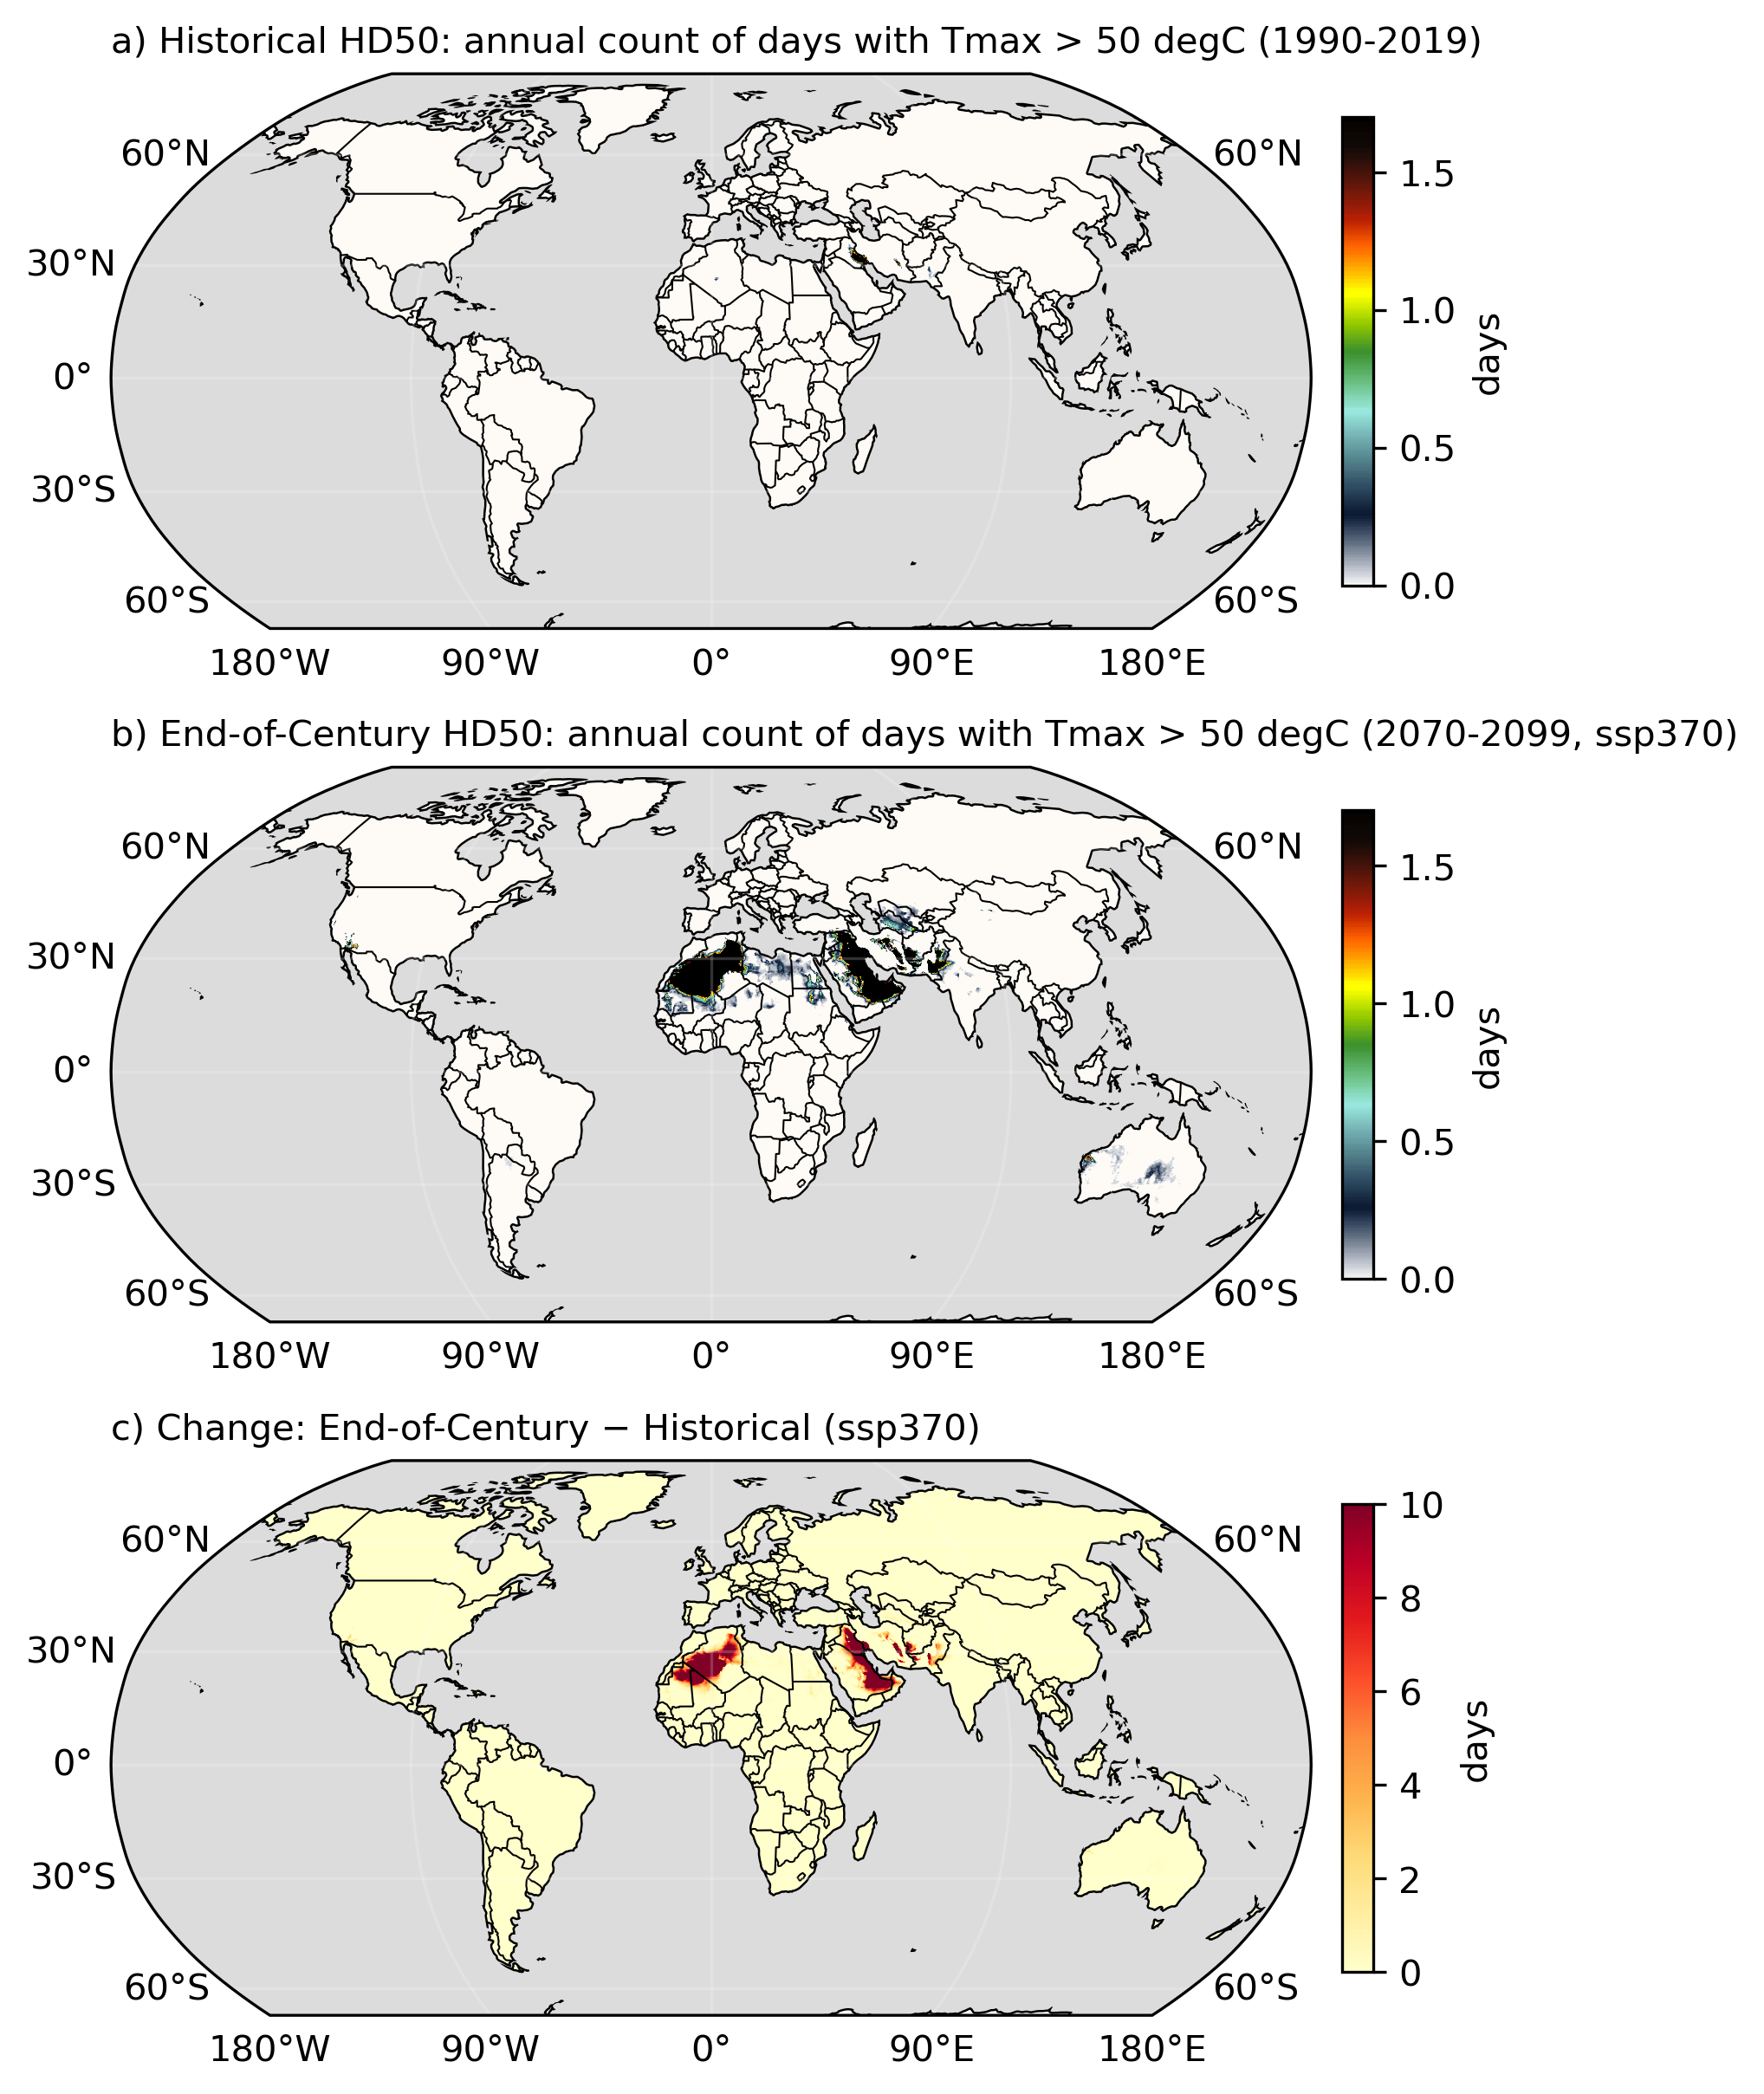 a) Historical HD50: annual count of days with Tmax > 50 degC (1990-2019)
60°N 60°N
30°N
0°
30°S
60°S 60°S
180°W 90°W 0° 90°E 180°E
1.5
1.0
0.5
0.0
days
b) End-of-Century HD50: annual count of days with Tmax > 50 degC (2070-2099, ssp370)
60°N 60°N
30°N
0°
30°S
60°S 60°S
180°W 90°W 0° 90°E 180°E
1.5
1.0
0.5
0.0
days
c) Change: End-of-Century − Historical (ssp370)
60°N 60°N
30°N
0°
30°S
60°S 60°S
180°W 90°W 0° 90°E 180°E
10
8
6
4
2
0
days